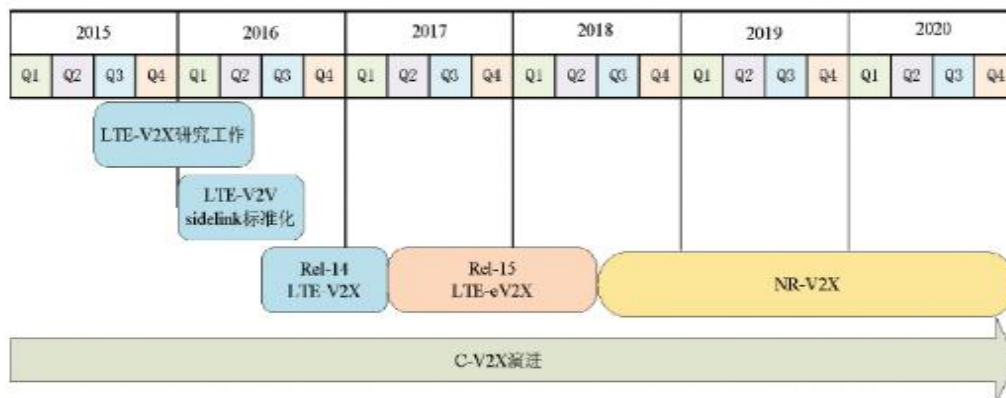 2015 2016 2017 2018 2019 2020
Q1 Q2 Q3 Q4 Q1 Q2 Q3 Q4 Q1 Q2 Q3 Q4 Q1 Q2 Q3 Q4 Q1 Q2 Q3 Q4 Q1 Q2 Q3 Q4
LTE-V2X研究工作
LTE-V2V
sidelink标准化
Rel-14
LTE-V2X
Rel-15
LTE-eV2X
NR-V2X
C-V2X演进